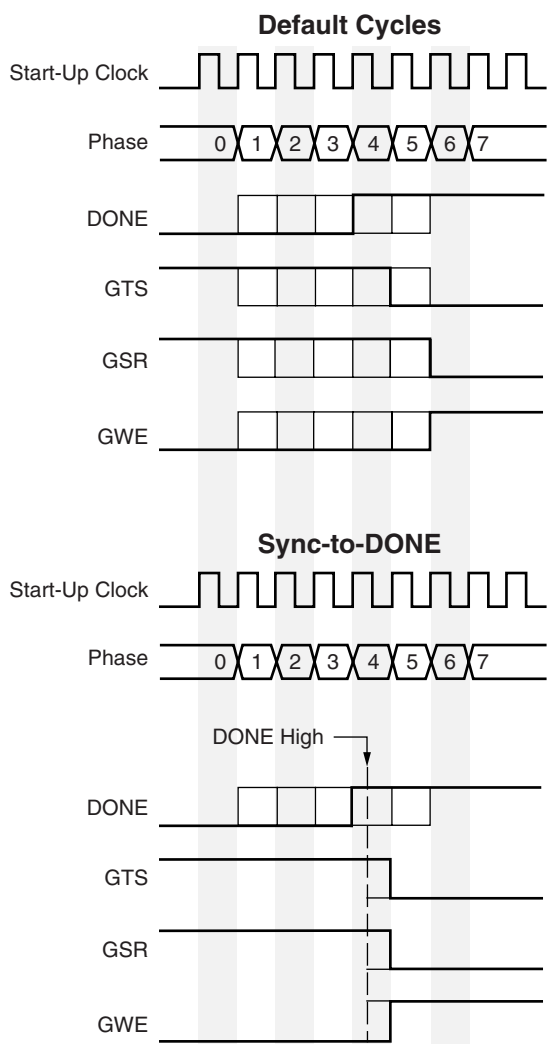 Default Cycles
Start-Up Clock
Phase 0 1 2 3 4 5 6 7
DONE
GTS
GSR
GWE
Sync-to-DONE
Start-Up Clock
Phase 0 1 2 3 4 5 6 7
DONE High
DONE
GTS
GSR
GWE